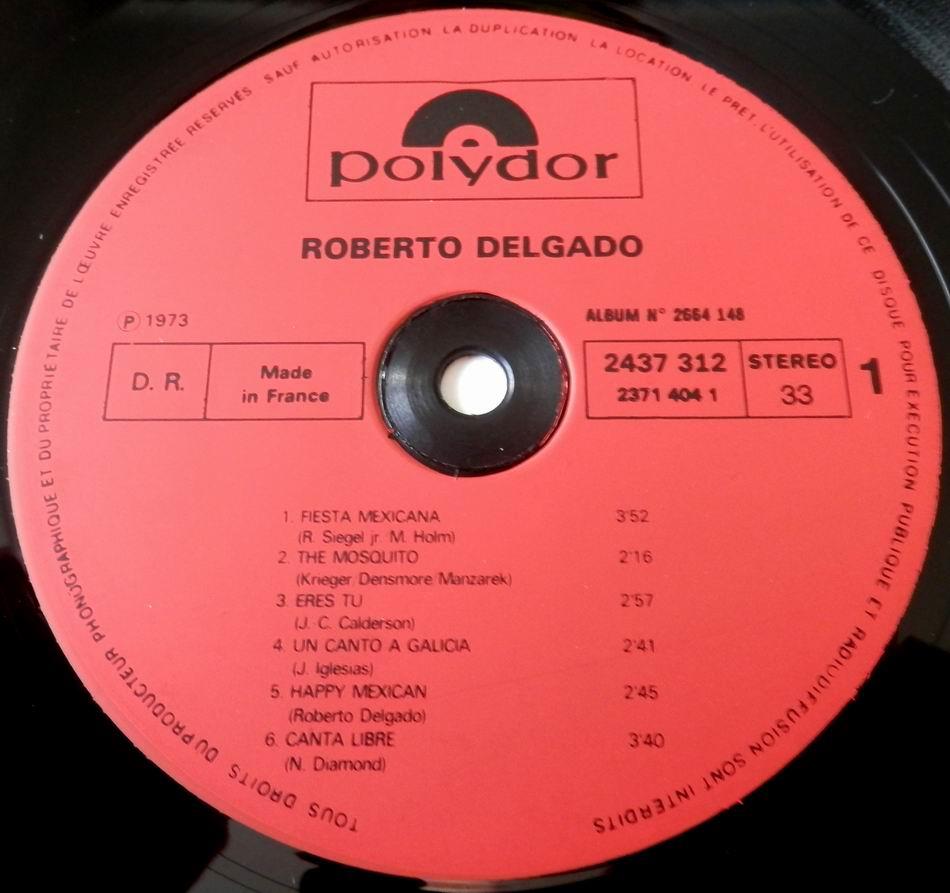 TOUS DROITS DU PRODUCTEUR PHONOGRAPHIQUE ET DU PROPRIETAIRE DE L'ŒUVRE ENREGISTRÉE RESERVÉS SAUF AUTORISATION LA DUPLICATION LA LOCATION LE PRET, L'UTILISATION DE CE DISQUE POUR EXECUTION PUBLIQUE ET RADIODIFFUSION SONT INTERDITS
polydor
ROBERTO DELGADO
Ⓟ 1973
ALBUM N° 2664 148
D. R.
Made
in France
2437 312
2371 404 1
STEREO
33
1
1. FIESTA MEXICANA 3'52
(R. Siegel jr. M. Holm)
2. THE MOSQUITO 2'16
(Krieger/Densmore/Manzarek)
3. ERES TU 2'57
(J. C. Calderson)
4. UN CANTO A GALICIA 2'41
(J. Iglesias)
5. HAPPY MEXICAN 2'45
(Roberto Delgado)
6. CANTA LIBRE 3'40
(N. Diamond)